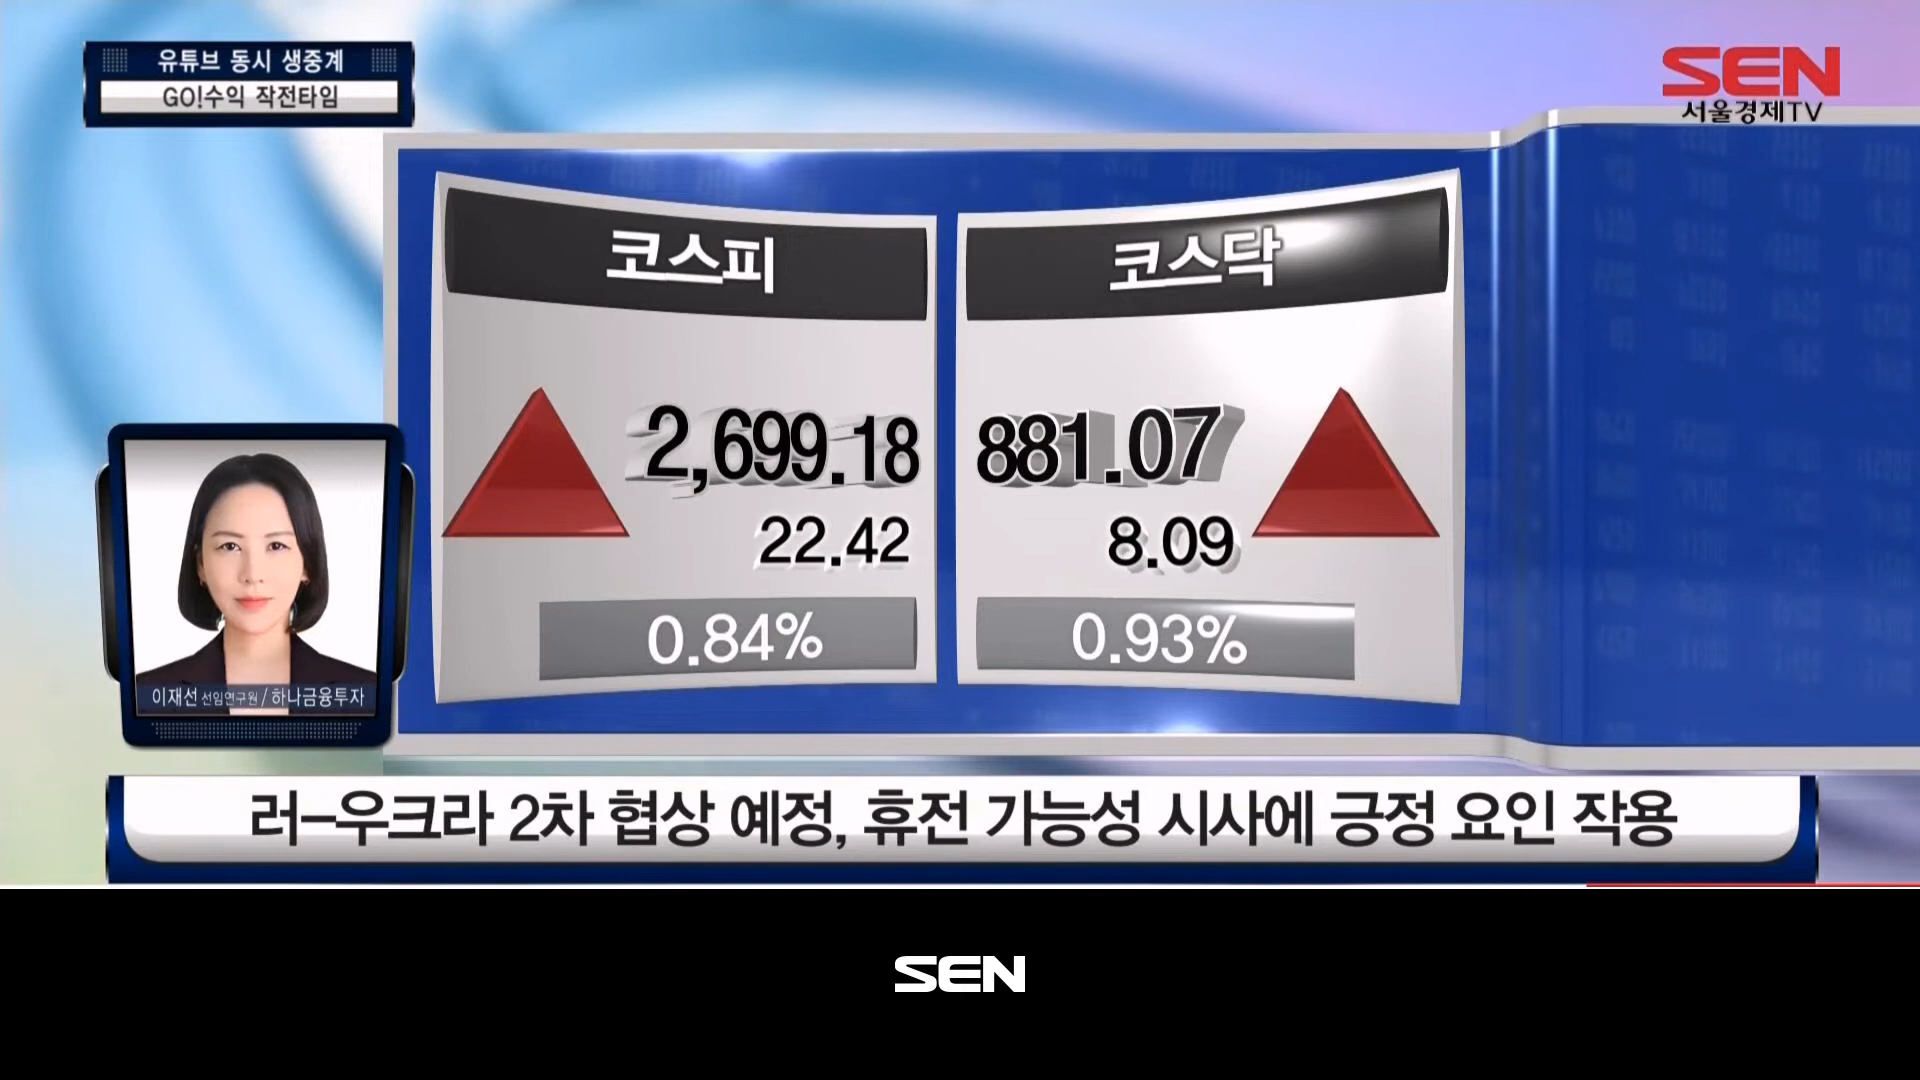 유튜브 동시 생중계
GO!수익 작전타임
SEN
서울경제TV
코스피
2,699.18
22.42
0.84%
코스닥
881.07
8.09
0.93%
이재선 선임연구원 / 하나금융투자
러-우크라 2차 협상 예정, 휴전 가능성 시사에 긍정 요인 작용
SEN